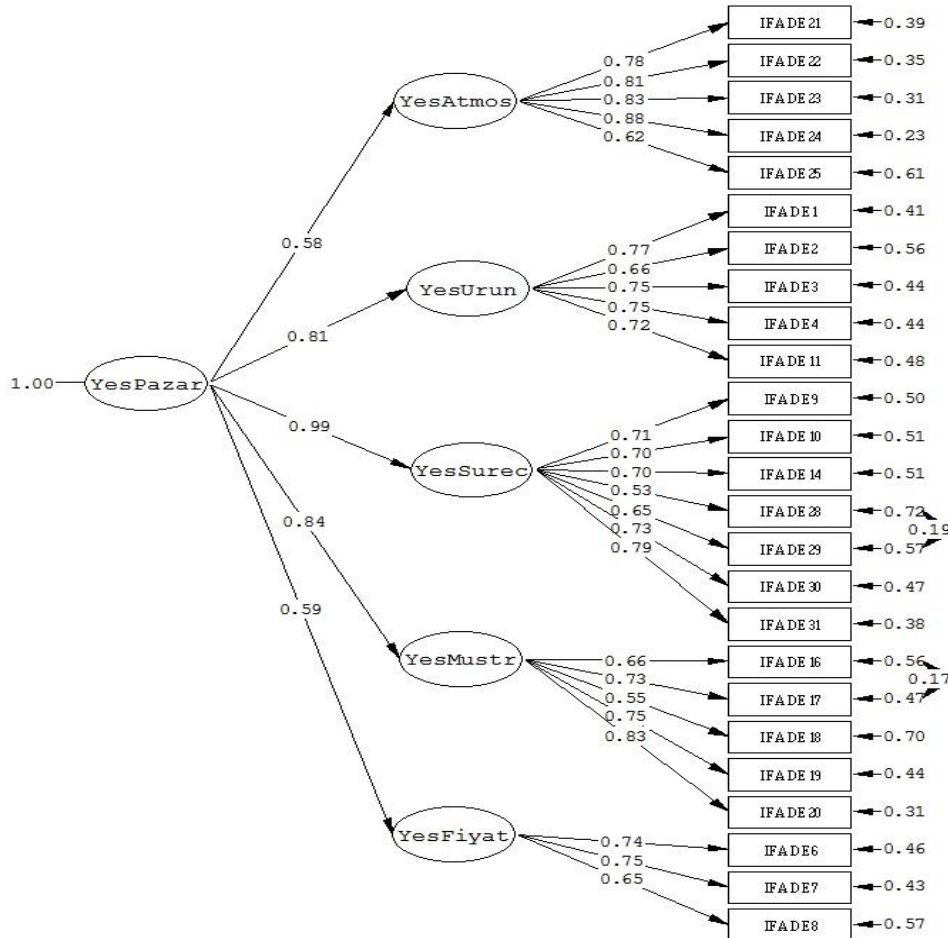 IFADE21 0.39
0.78
IFADE22 0.35
0.81
YesAtmos 0.83 IFADE23 0.31
0.88
IFADE24 0.23
0.62
IFADE25 0.61
IFADE1 0.41
0.58
0.77 IFADE2 0.56
0.66
YesUrun 0.75 IFADE3 0.44
0.75
0.81 0.72 IFADE4 0.44
IFADE11 0.48
1.00 YesPazar
IFADE9 0.50
0.99 0.71 IFADE10 0.51
0.70
YesSurec 0.70 IFADE14 0.51
0.53
0.65 IFADE28 0.72
0.84 0.73 0.19
0.79 IFADE29 0.57
IFADE30 0.47
0.59
IFADE31 0.38
YesMustr 0.66 IFADE16 0.56
0.73 0.17
0.55 IFADE17 0.47
0.75
0.83 IFADE18 0.70
IFADE19 0.44
IFADE20 0.31
YesFiyat 0.74 IFADE6 0.46
0.75
0.65 IFADE7 0.43
IFADE8 0.57